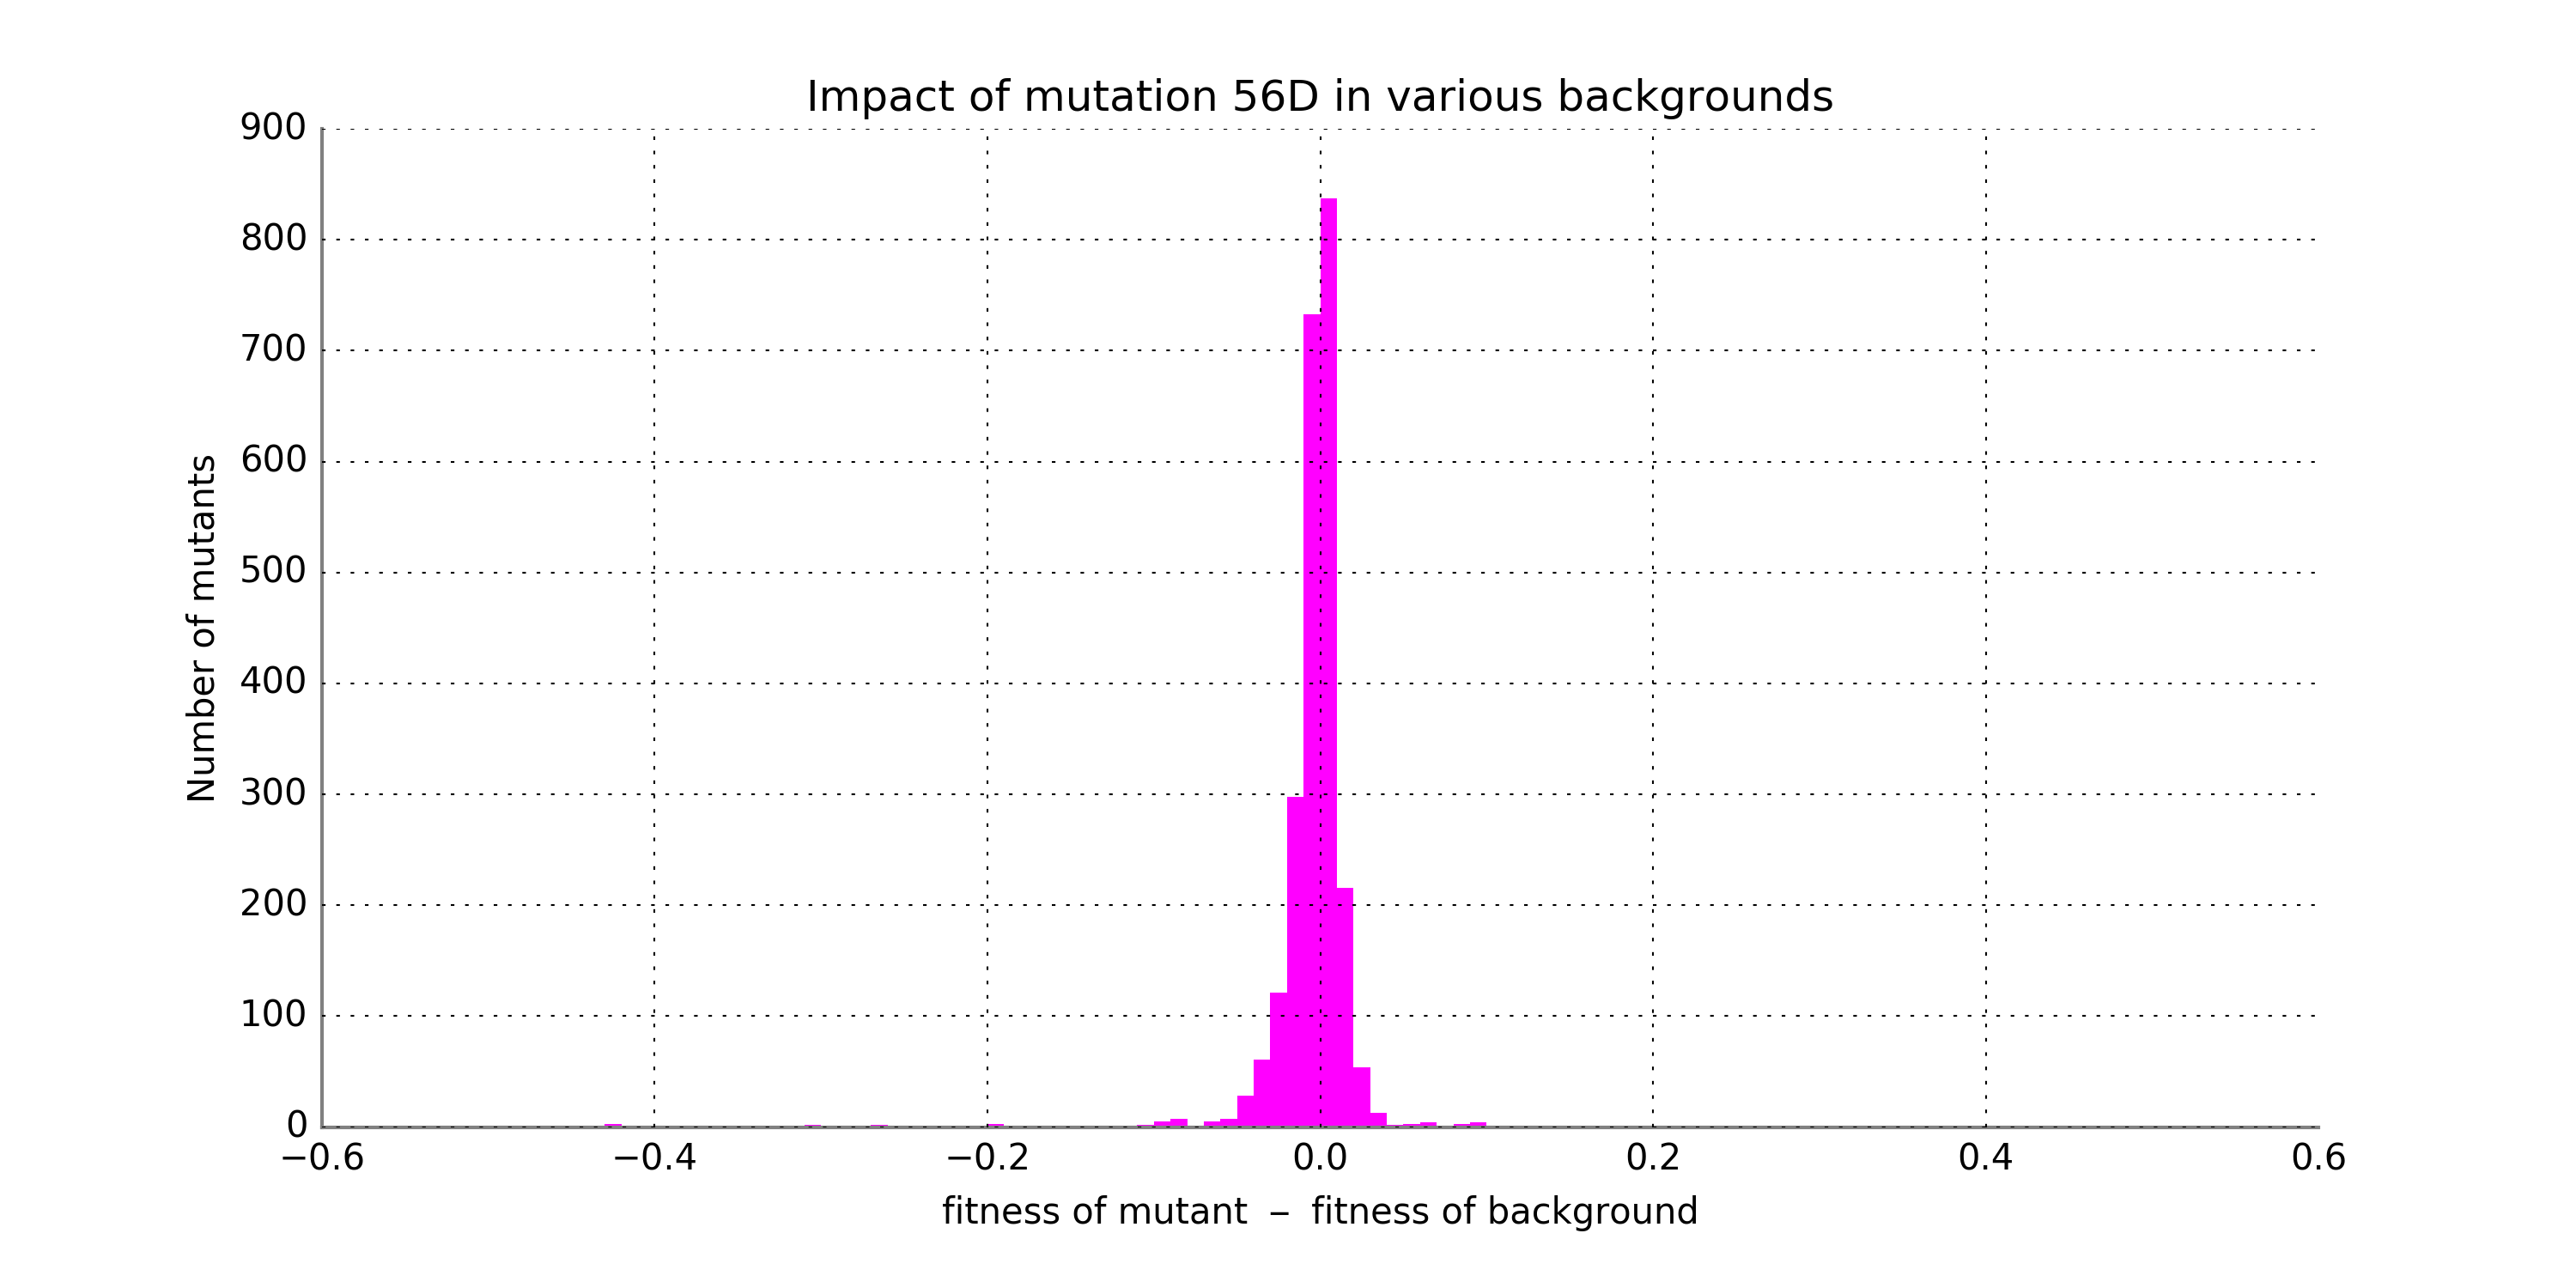 Impact of mutation 56D in various backgrounds
900
800
700
600
500
400
300
200
100
0
Number of mutants
−0.6 −0.4 −0.2 0.0 0.2 0.4 0.6
fitness of mutant − fitness of background